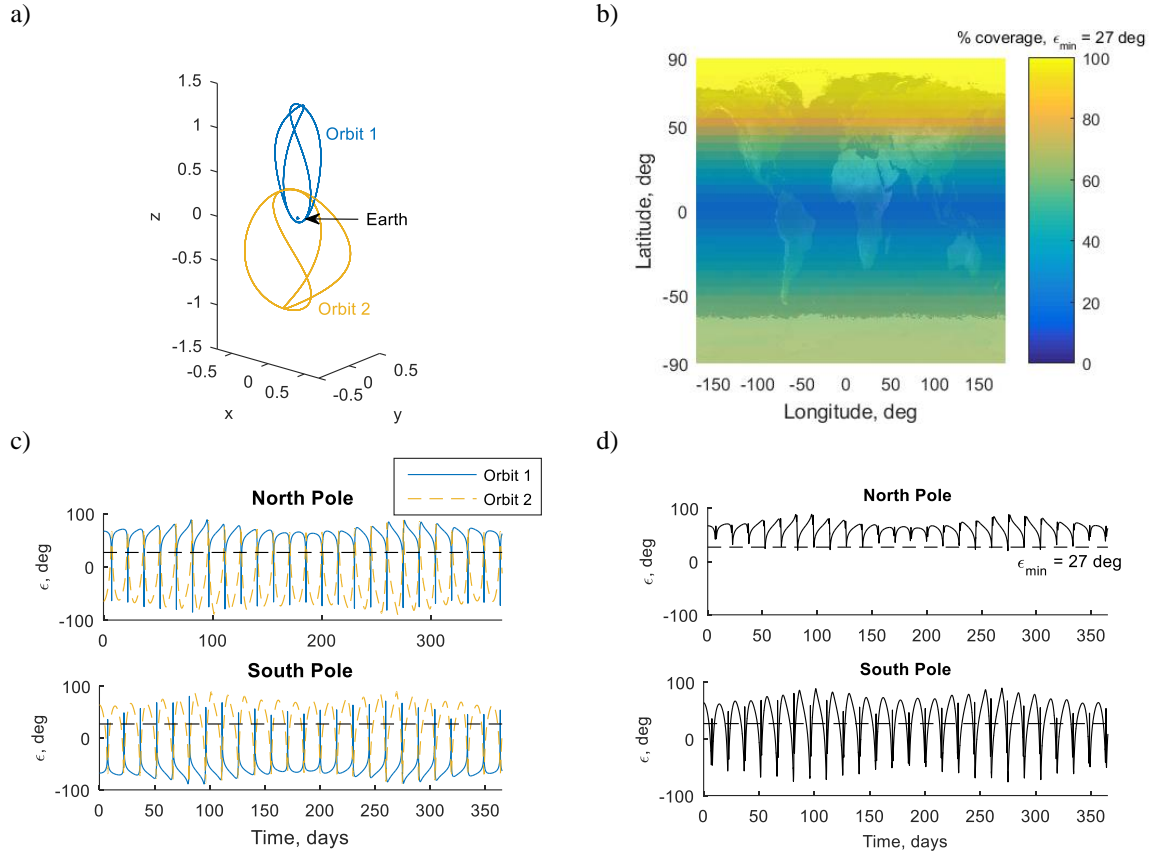 a)
1.5
1
0.5
0
-0.5
-1
-1.5
z
Orbit 1
Earth
Orbit 2
-0.5
0
0.5
x
-0.5
0
0.5
y
b)
% coverage, ϵmin = 27 deg
90
50
0
-50
-90
Latitude, deg
-150 -100 -50 0 50 100 150
Longitude, deg
100
80
60
40
20
0
c)
Orbit 1
Orbit 2
North Pole
100
0
-100
ϵ, deg
0 100 200 300
South Pole
100
0
-100
ϵ, deg
0 50 100 150 200 250 300 350
Time, days
d)
North Pole
100
0
-100
ϵ, deg
ϵmin = 27 deg
0 50 100 150 200 250 300 350
South Pole
100
0
-100
ϵ, deg
0 50 100 150 200 250 300 350
Time, days